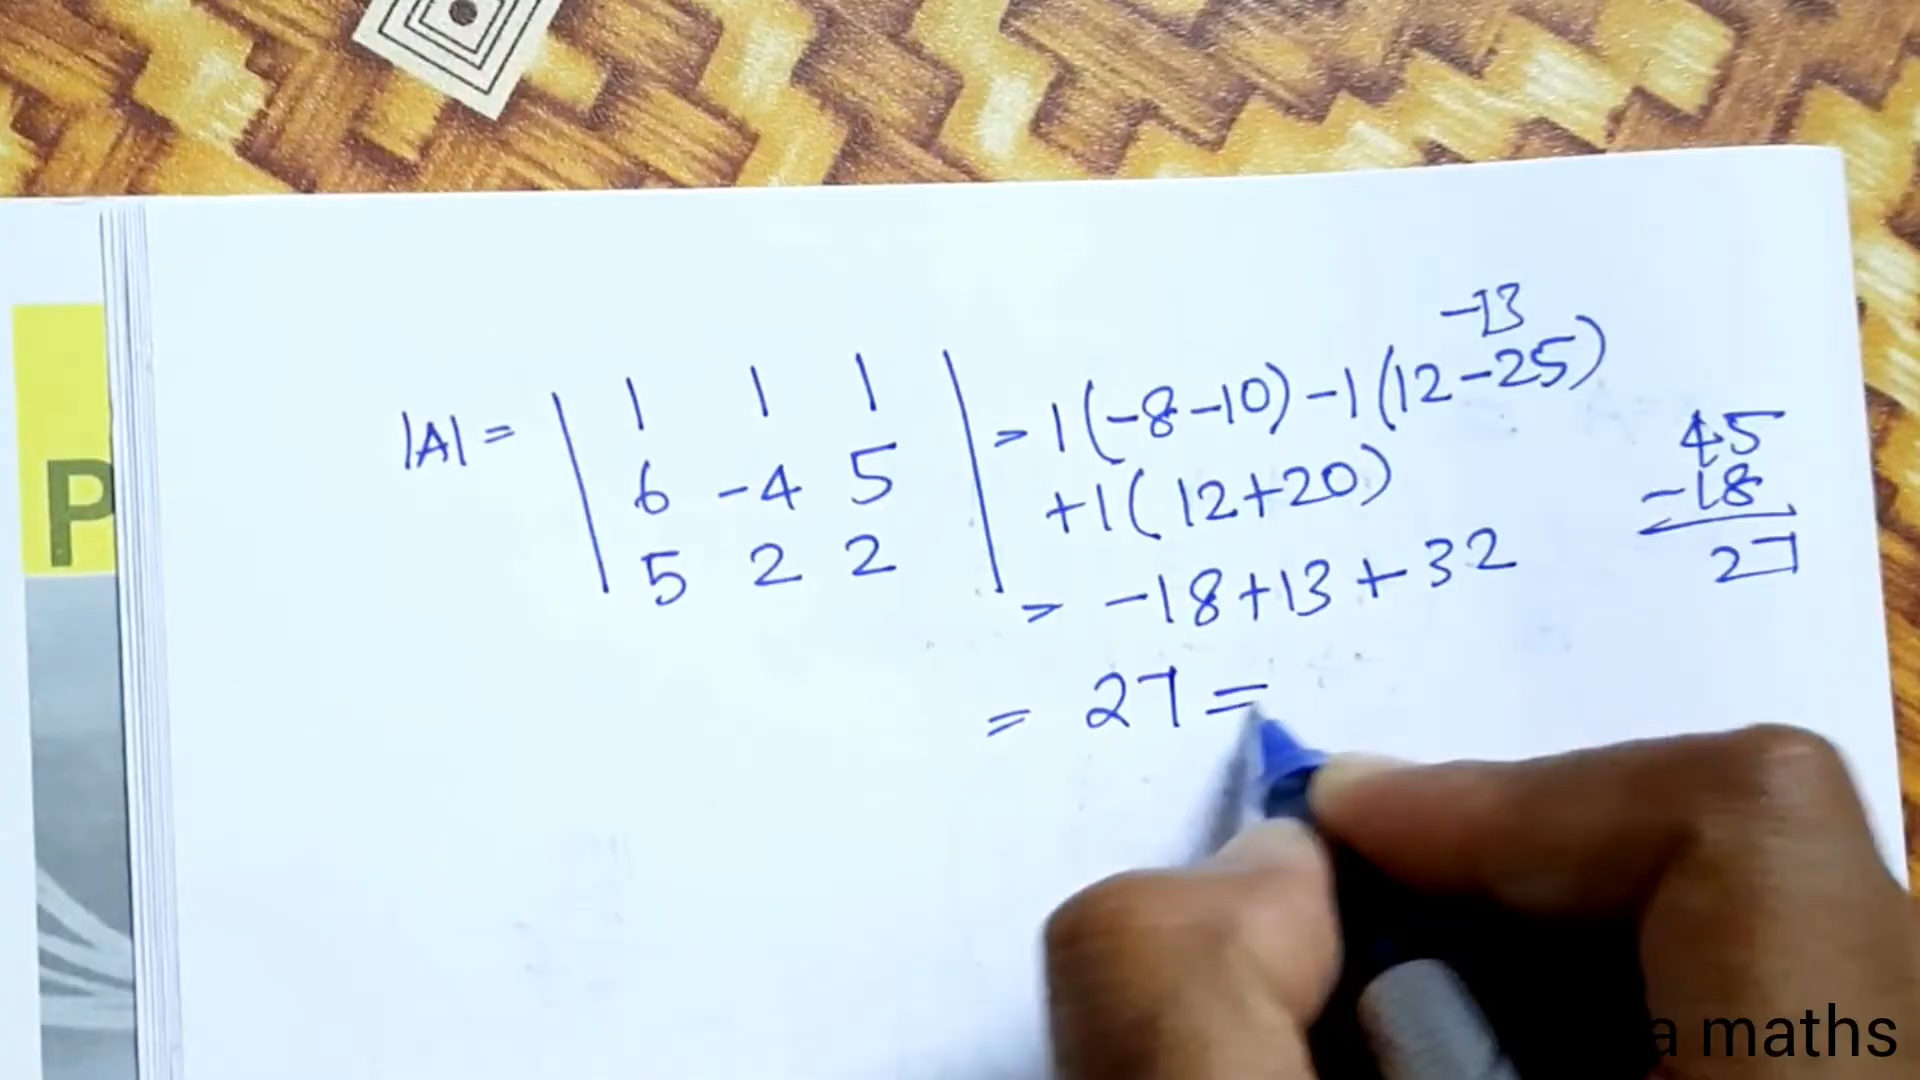 P
|A| = | 1 1 1 | = 1(-8-10) -1(12-25)
-13
| 6 -4 5 | +1(12+20)
| 5 2 2 | = -18+13+32
= 27 =
45
-18
27
a maths